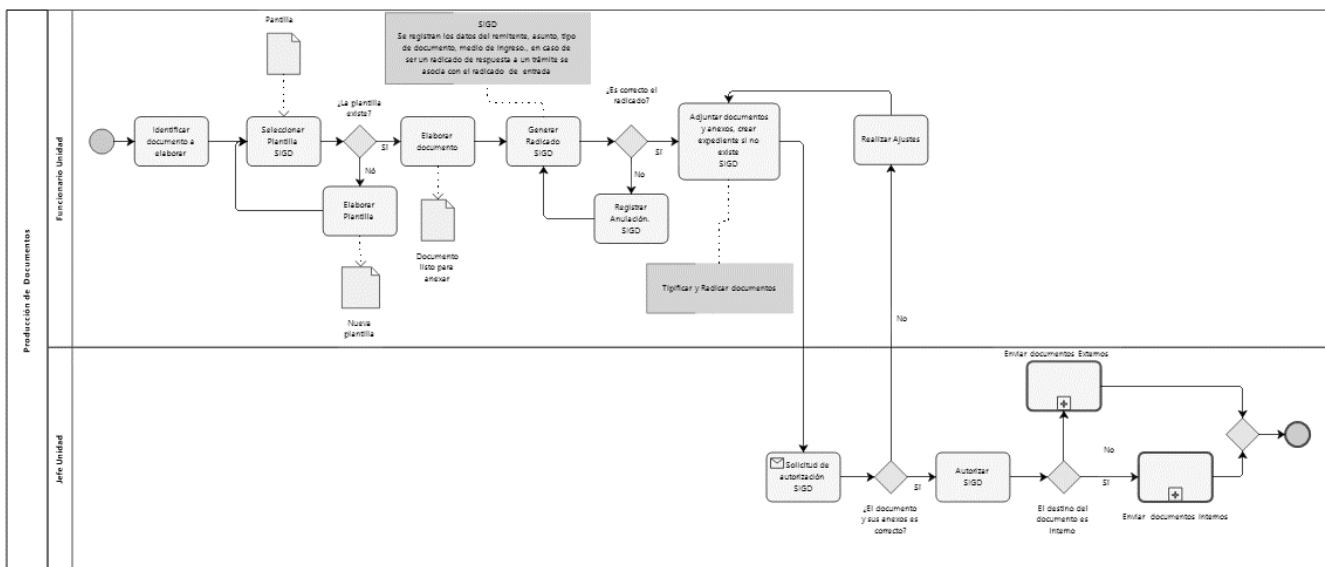 Producción de Documentos
Funcionario Unidad
Pantilla
SIGD
Se registran los datos del remitente, asunto, tipo
de documento, medio de ingreso., en caso de
ser un radicado de respuesta a un trámite se
asocia con el radicado de entrada
¿La plantilla
existe?
¿Es correcto el
radicado?
Identificar
documento a
elaborar
Seleccionar
Plantilla
SIGD
SI
Elaborar
documento
Generar
Radicado
SIGD
SI
Adjuntar documentos
y anexos, crear
expediente si no
existe
SIGD
Realizar Ajustes
Nó
No
Elaborar
Plantilla
Registrar
Anulación.
SIGD
Documento
listo para
anexar
Tipificar y Radicar documentos
Nueva
plantilla
No
Jefe Unidad
Enviar documentos Externos
Solicitud de
autorización
SIGD
SI
Autorizar
SIGD
No
SI
¿El documento
y sus anexos es
correcto?
El destino del
documento es
Interno
Enviar documentos Internos